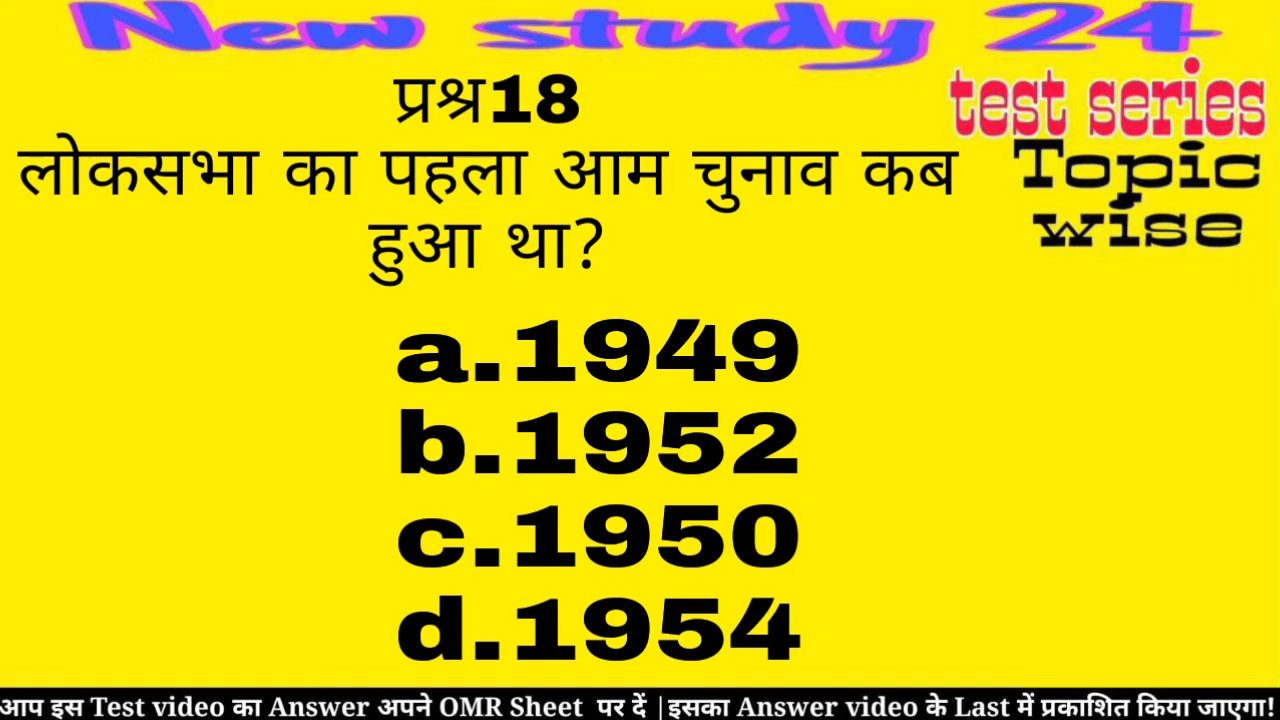 New study 24
test series
Topic
wise
प्रश्न18
लोकसभा का पहला आम चुनाव कब
हुआ था?
a.1949
b.1952
c.1950
d.1954
आप इस Test video का Answer अपने OMR Sheet पर दें |इसका Answer video के Last में प्रकाशित किया जाएगा!